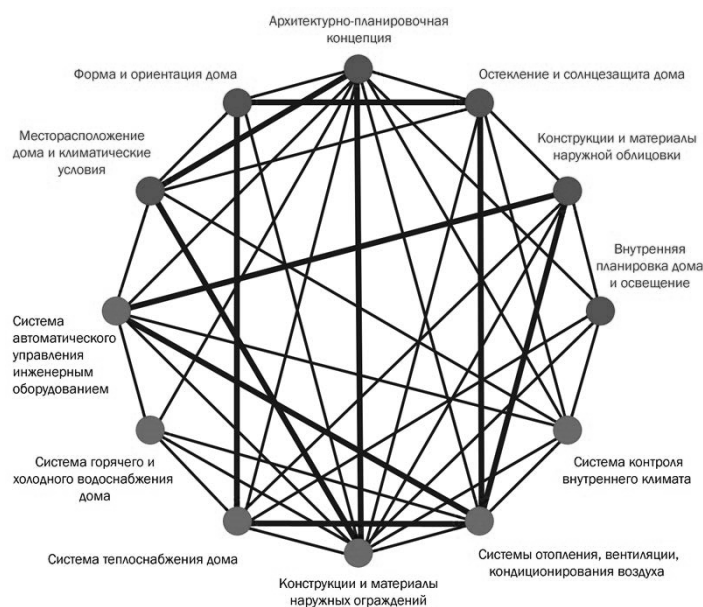 Архитектурно-планировочная
концепция
Форма и ориентация дома
Остекление и солнцезащита дома
Месторасположение
дома и климатические
условия
Конструкции и материалы
наружной облицовки
Внутренняя
планировка дома
и освещение
Система
автоматического
управления
инженерным
оборудованием
Система горячего и
холодного водоснабжения
дома
Система контроля
внутреннего климата
Система теплоснабжения дома
Конструкции и материалы
наружных ограждений
Системы отопления, вентиляции,
кондиционирования воздуха